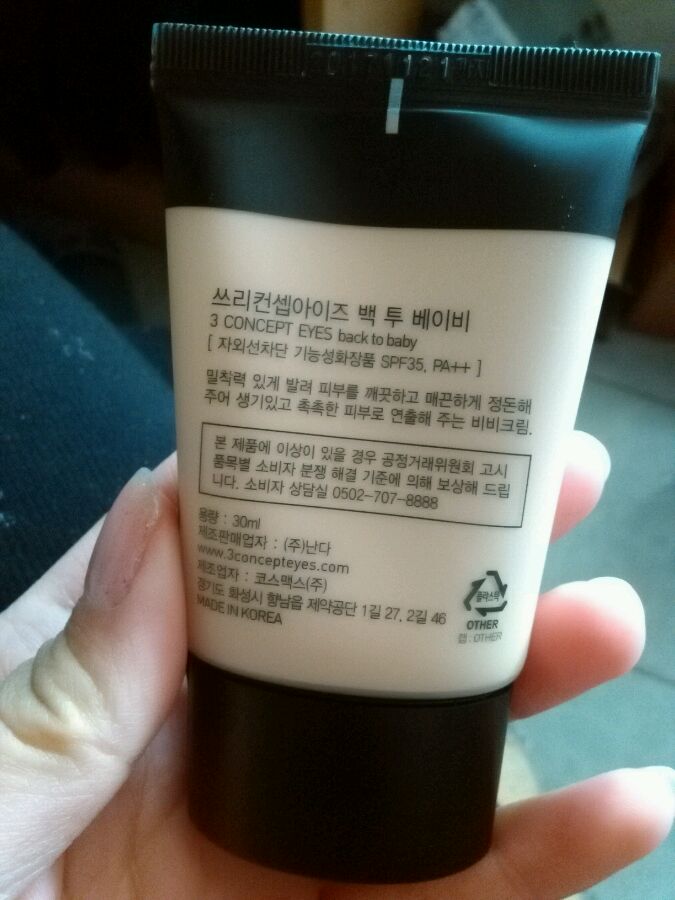 쓰리컨셉아이즈 백 투 베이비
3 CONCEPT EYES back to baby
[ 자외선차단 기능성화장품 SPF35, PA++ ]
밀착력 있게 발려 피부를 깨끗하고 매끈하게 정돈해
주어 생기있고 촉촉한 피부로 연출해 주는 비비크림.
본 제품에 이상이 있을 경우 공정거래위원회 고시
품목별 소비자 분쟁 해결 기준에 의해 보상해 드립
니다. 소비자 상담실 0502-707-8888
용량 : 30ml
제조판매업자 : (주)난다
www.3concepteyes.com
제조업자 : 코스맥스(주)
경기도 화성시 향남읍 제약공단 1길 27, 2길 46
MADE IN KOREA
플라스틱
OTHER
캡 : OTHER